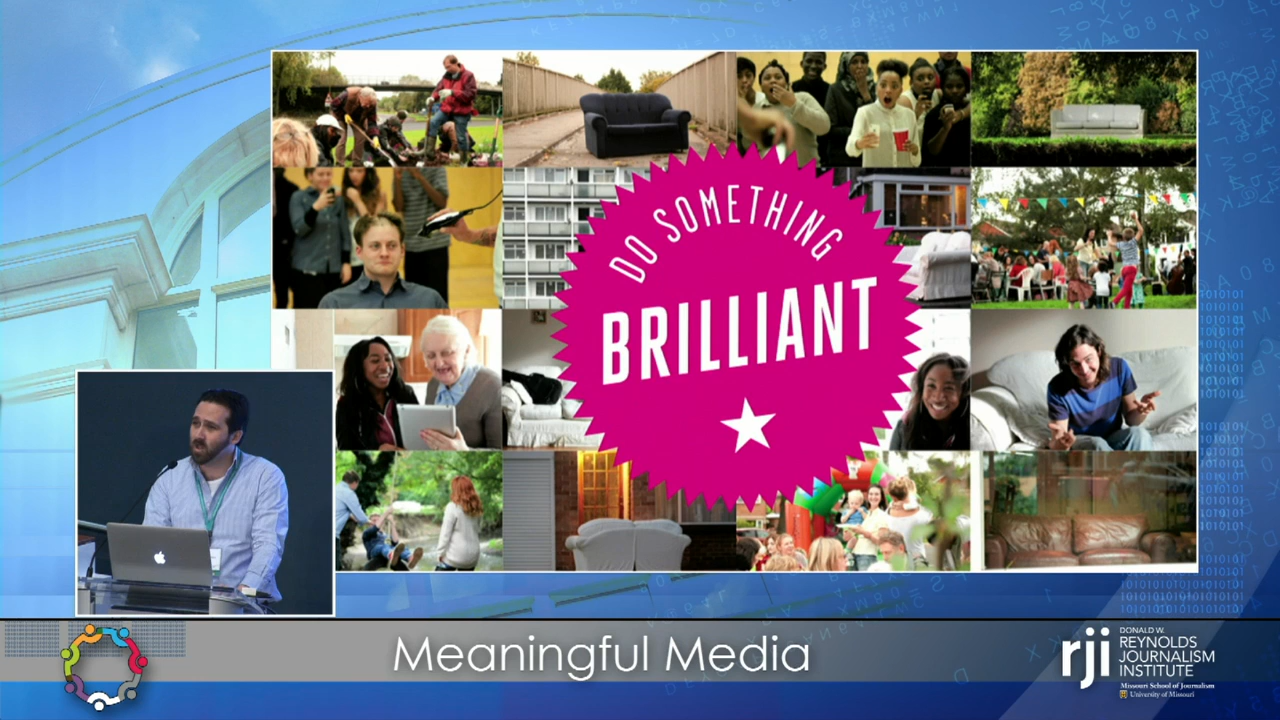 DO SOMETHING
BRILLIANT
Meaningful Media
rji
DONALD W.
REYNOLDS
JOURNALISM
INSTITUTE
Missouri School of Journalism
University of Missouri